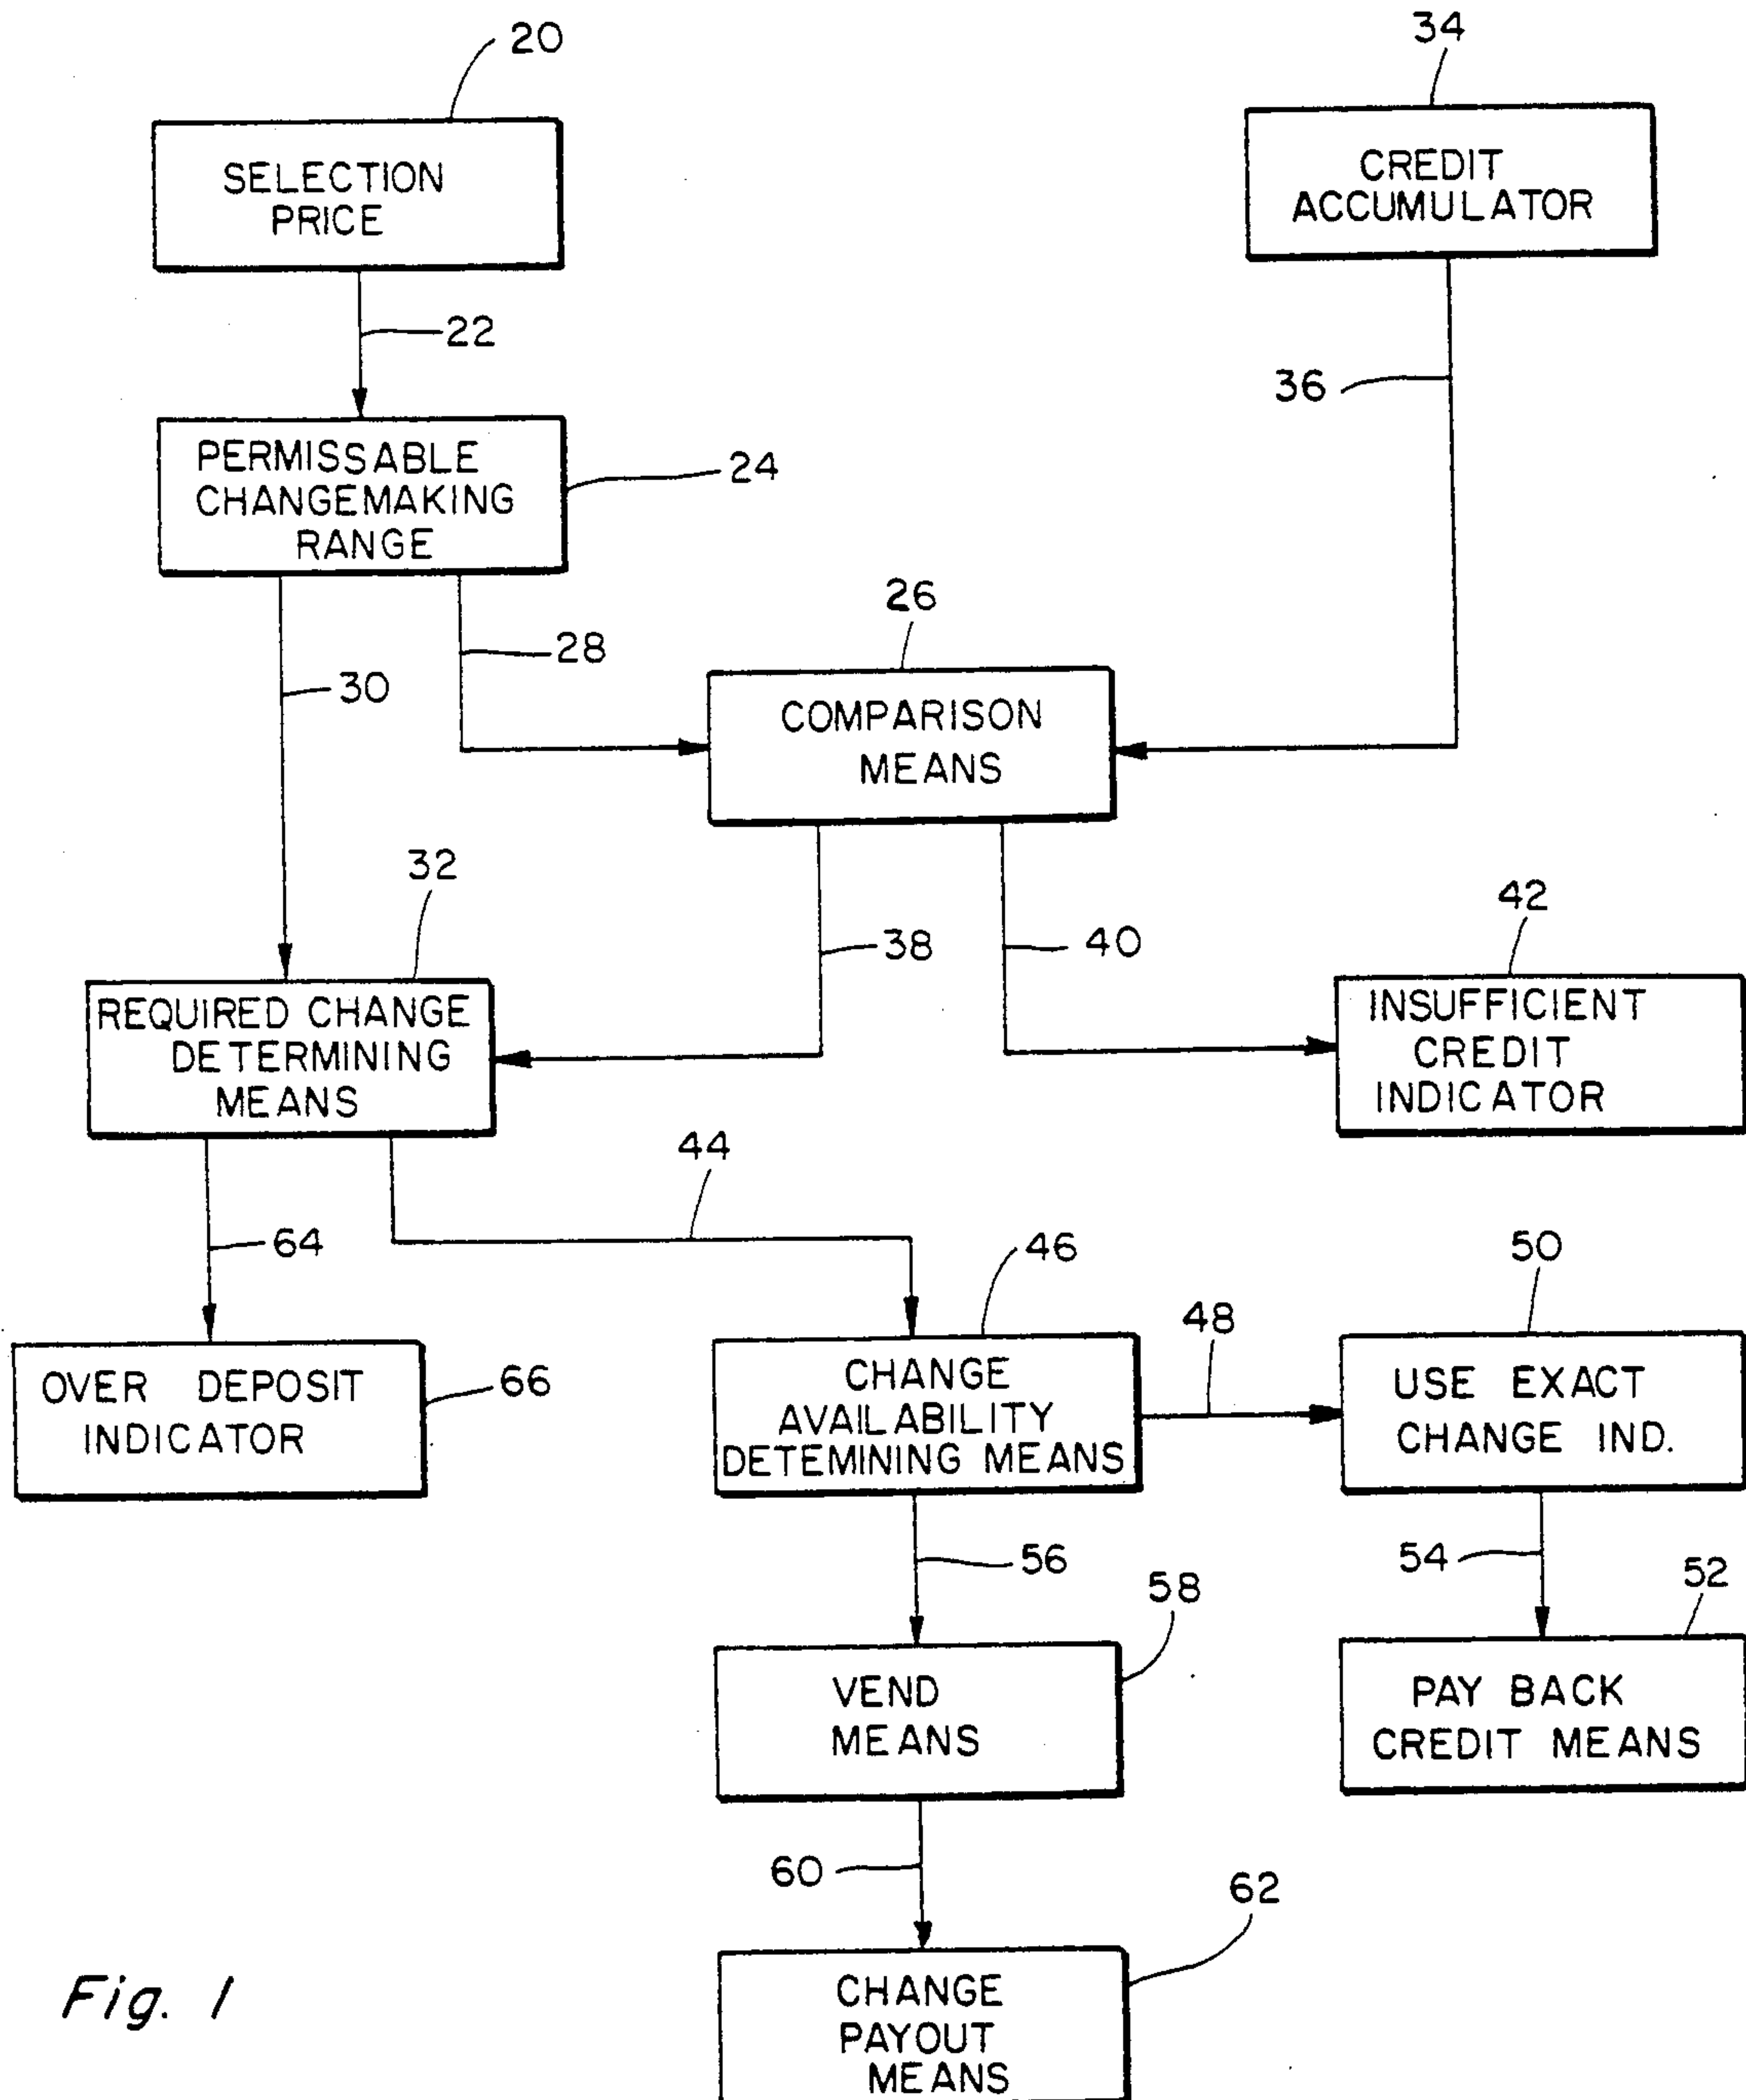 20
34
SELECTION
PRICE
CREDIT
ACCUMULATOR
22
36
PERMISSABLE
CHANGEMAKING
RANGE
24
26
28
30
COMPARISON
MEANS
32
38
40
42
REQUIRED CHANGE
DETERMINING
MEANS
INSUFFICIENT
CREDIT
INDICATOR
44
64
46
48
50
OVER DEPOSIT
INDICATOR
66
CHANGE
AVAILABILITY
DETEMINING MEANS
USE EXACT
CHANGE IND.
56
54
52
58
VEND
MEANS
PAY BACK
CREDIT MEANS
60
62
CHANGE
PAYOUT
MEANS
Fig. 1